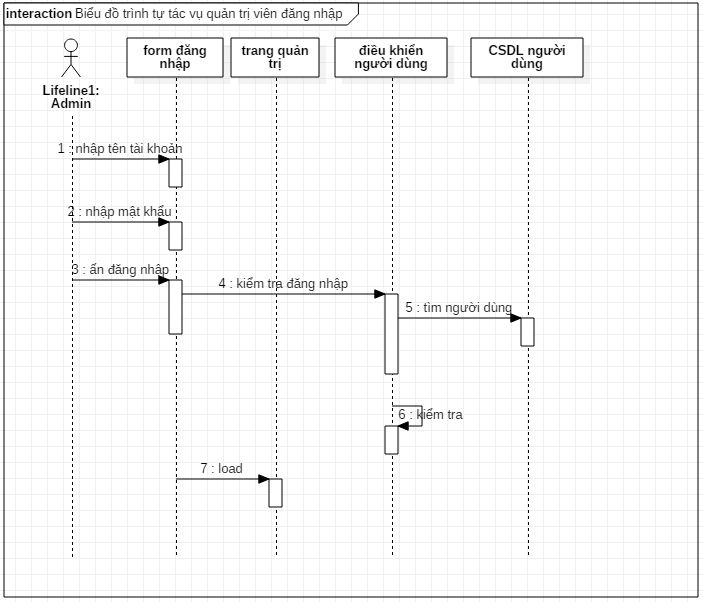 interaction Biểu đồ trình tự tác vụ quản trị viên đăng nhập
form đăng
nhập
trang quản
trị
điều khiển
người dùng
CSDL người
dùng
Lifeline1:
Admin
1 : nhập tên tài khoản
2 : nhập mật khẩu
3 : ấn đăng nhập
4 : kiểm tra đăng nhập
5 : tìm người dùng
6 : kiểm tra
7 : load